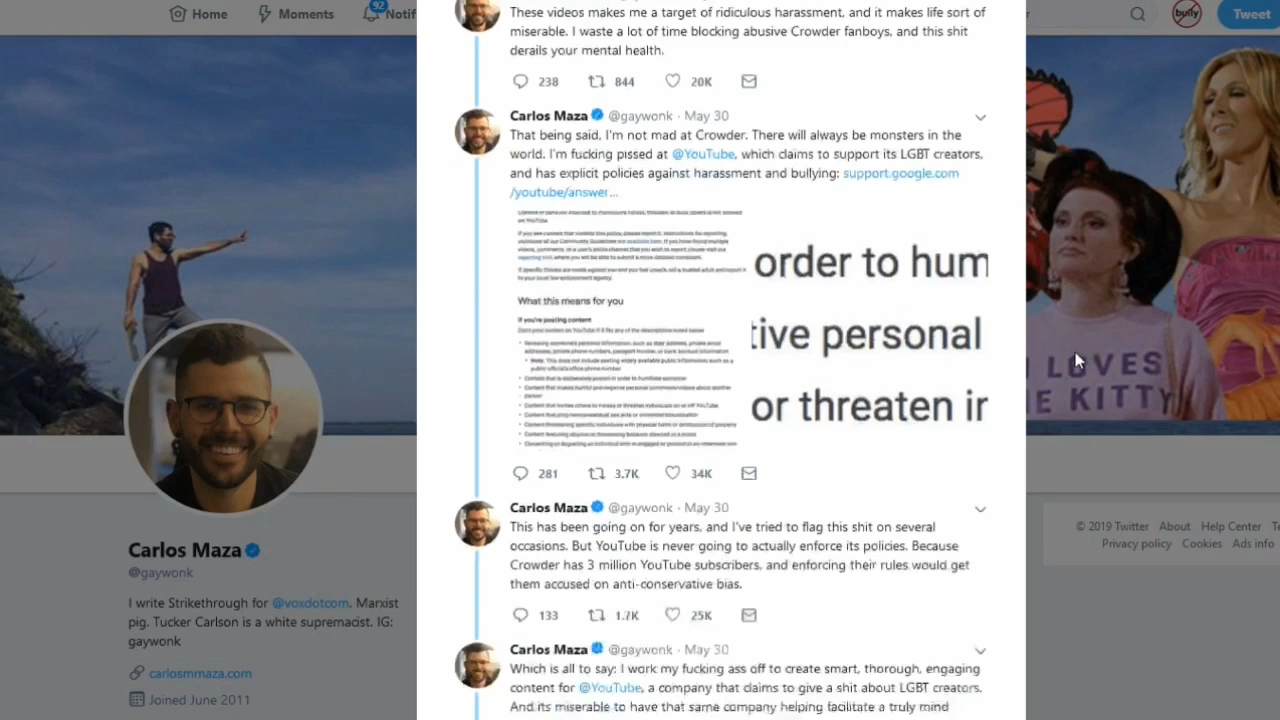 Home
Moments
92
Notif
bully
Tweet
These videos makes me a target of ridiculous harassment, and it makes life sort of
miserable. I waste a lot of time blocking abusive Crowder fanboys, and this shit
derails your mental health.
238 844 20K
Carlos Maza @gaywonk · May 30
That being said, I'm not mad at Crowder. There will always be monsters in the
world. I'm fucking pissed at @YouTube, which claims to support its LGBT creators,
and has explicit policies against harassment and bullying: support.google.com
/youtube/answer...
What this means for you
If you're posting content
order to hum
tive personal
or threaten in
281 3.7K 34K
Carlos Maza @gaywonk · May 30
This has been going on for years, and I've tried to flag this shit on several
occasions. But YouTube is never going to actually enforce its policies. Because
Crowder has 3 million YouTube subscribers, and enforcing their rules would get
them accused on anti-conservative bias.
133 1.7K 25K
Carlos Maza @gaywonk · May 30
Which is all to say: I work my fucking ass off to create smart, thorough, engaging
content for @YouTube, a company that claims to give a shit about LGBT creators.
And its miserable to have that same company helping facilitate a truly mind
Carlos Maza
@gaywonk
I write Strikethrough for @voxdotcom. Marxist
pig. Tucker Carlson is a white supremacist. IG:
gaywonk
carlosmmaza.com
Joined June 2011
LOVES
E KITTY
© 2019 Twitter About Help Center Te
Privacy policy Cookies Ads info